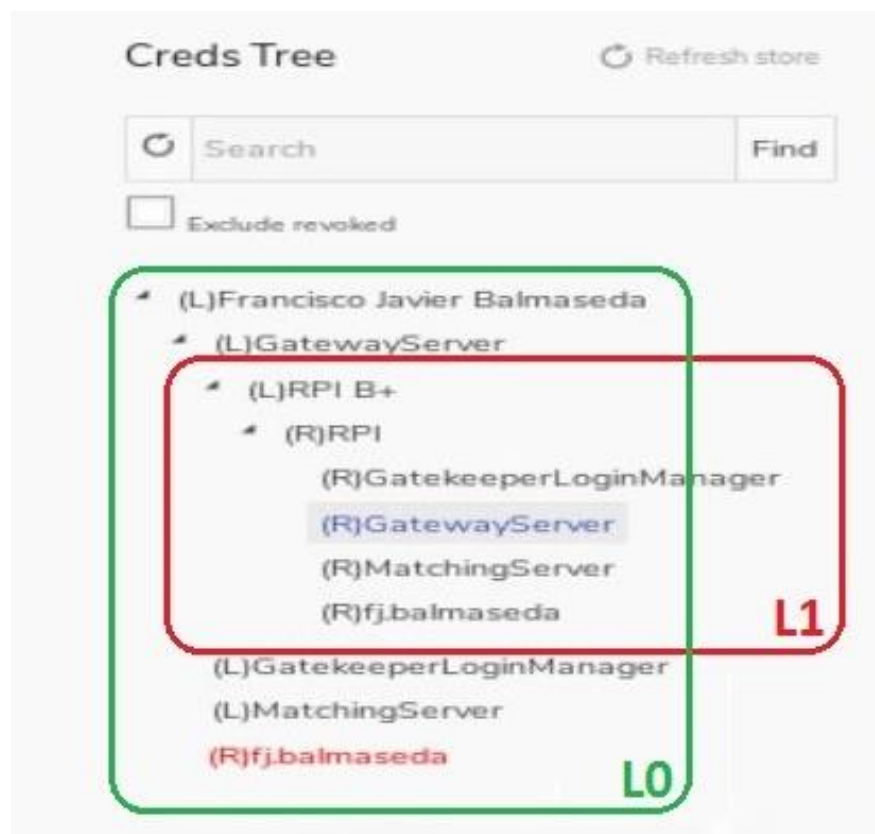 Creds Tree Refresh store
Search Find
Exclude revoked
(L)Francisco Javier Balmaseda
(L)GatewayServer
(L)RPI B+
(R)RPI
(R)GatekeeperLoginManager
(R)GatewayServer
(R)MatchingServer
(R)fj.balmaseda
L1
(L)GatekeeperLoginManager
(L)MatchingServer
(R)fj.balmaseda
L0